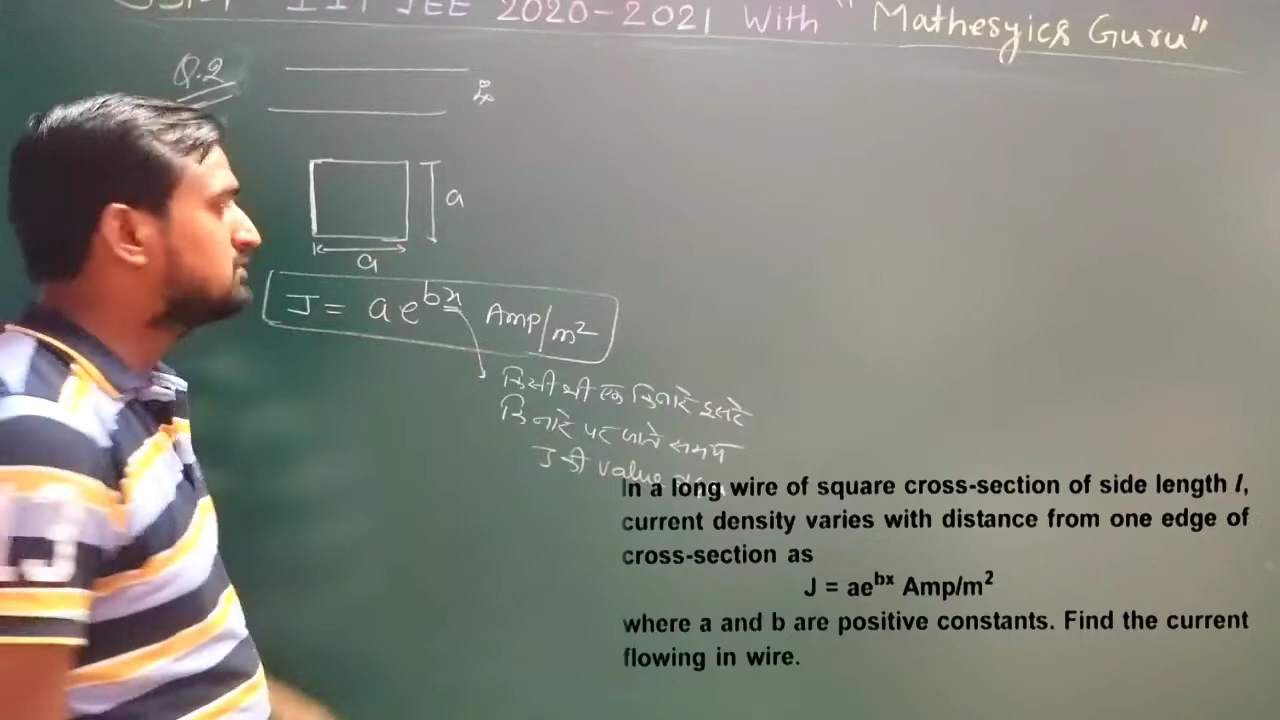 IIT JEE 2020-2021 With "Mathesyics Guru"
Q.2
a
a
J = ae^bx Amp/m²
किसी भी एक किनारे से दूसरे
किनारे पर जाते समय
J की value
In a long wire of square cross-section of side length l,
current density varies with distance from one edge of
cross-section as
J = ae^bx Amp/m²
where a and b are positive constants. Find the current
flowing in wire.